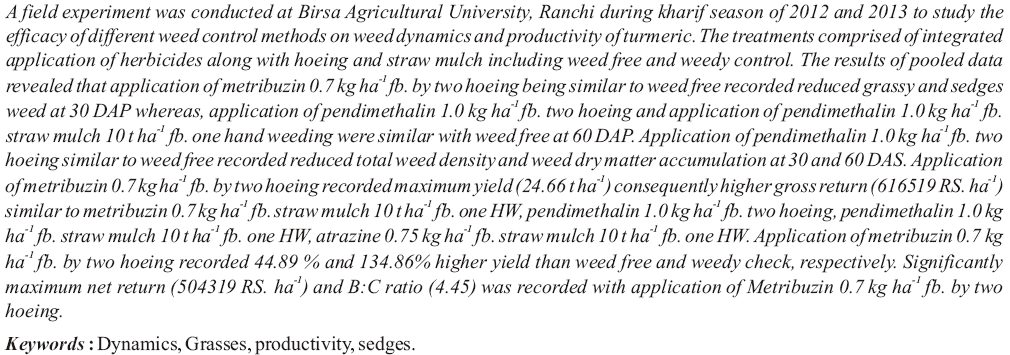 A field experiment was conducted at Birsa Agricultural University, Ranchi during kharif season of 2012 and 2013 to study the
efficacy of different weed control methods on weed dynamics and productivity of turmeric. The treatments comprised of integrated
application of herbicides along with hoeing and straw mulch including weed free and weedy control. The results of pooled data
revealed that application of metribuzin 0.7 kg ha⁻¹ fb. by two hoeing being similar to weed free recorded reduced grassy and sedges
weed at 30 DAP whereas, application of pendimethalin 1.0 kg ha⁻¹ fb. two hoeing and application of pendimethalin 1.0 kg ha⁻¹ fb.
straw mulch 10 t ha⁻¹ fb. one hand weeding were similar with weed free at 60 DAP. Application of pendimethalin 1.0 kg ha⁻¹ fb. two
hoeing similar to weed free recorded reduced total weed density and weed dry matter accumulation at 30 and 60 DAS. Application
of metribuzin 0.7 kg ha⁻¹ fb. by two hoeing recorded maximum yield (24.66 t ha⁻¹) consequently higher gross return (616519 RS. ha⁻¹)
similar to metribuzin 0.7 kg ha⁻¹ fb. straw mulch 10 t ha⁻¹ fb. one HW, pendimethalin 1.0 kg ha⁻¹ fb. two hoeing, pendimethalin 1.0 kg
ha⁻¹ fb. straw mulch 10 t ha⁻¹ fb. one HW, atrazine 0.75 kg ha⁻¹ fb. straw mulch 10 t ha⁻¹ fb. one HW. Application of metribuzin 0.7 kg
ha⁻¹ fb. by two hoeing recorded 44.89 % and 134.86% higher yield than weed free and weedy check, respectively. Significantly
maximum net return (504319 RS. ha⁻¹) and B:C ratio (4.45) was recorded with application of Metribuzin 0.7 kg ha⁻¹ fb. by two
hoeing.
Keywords : Dynamics, Grasses, productivity, sedges.